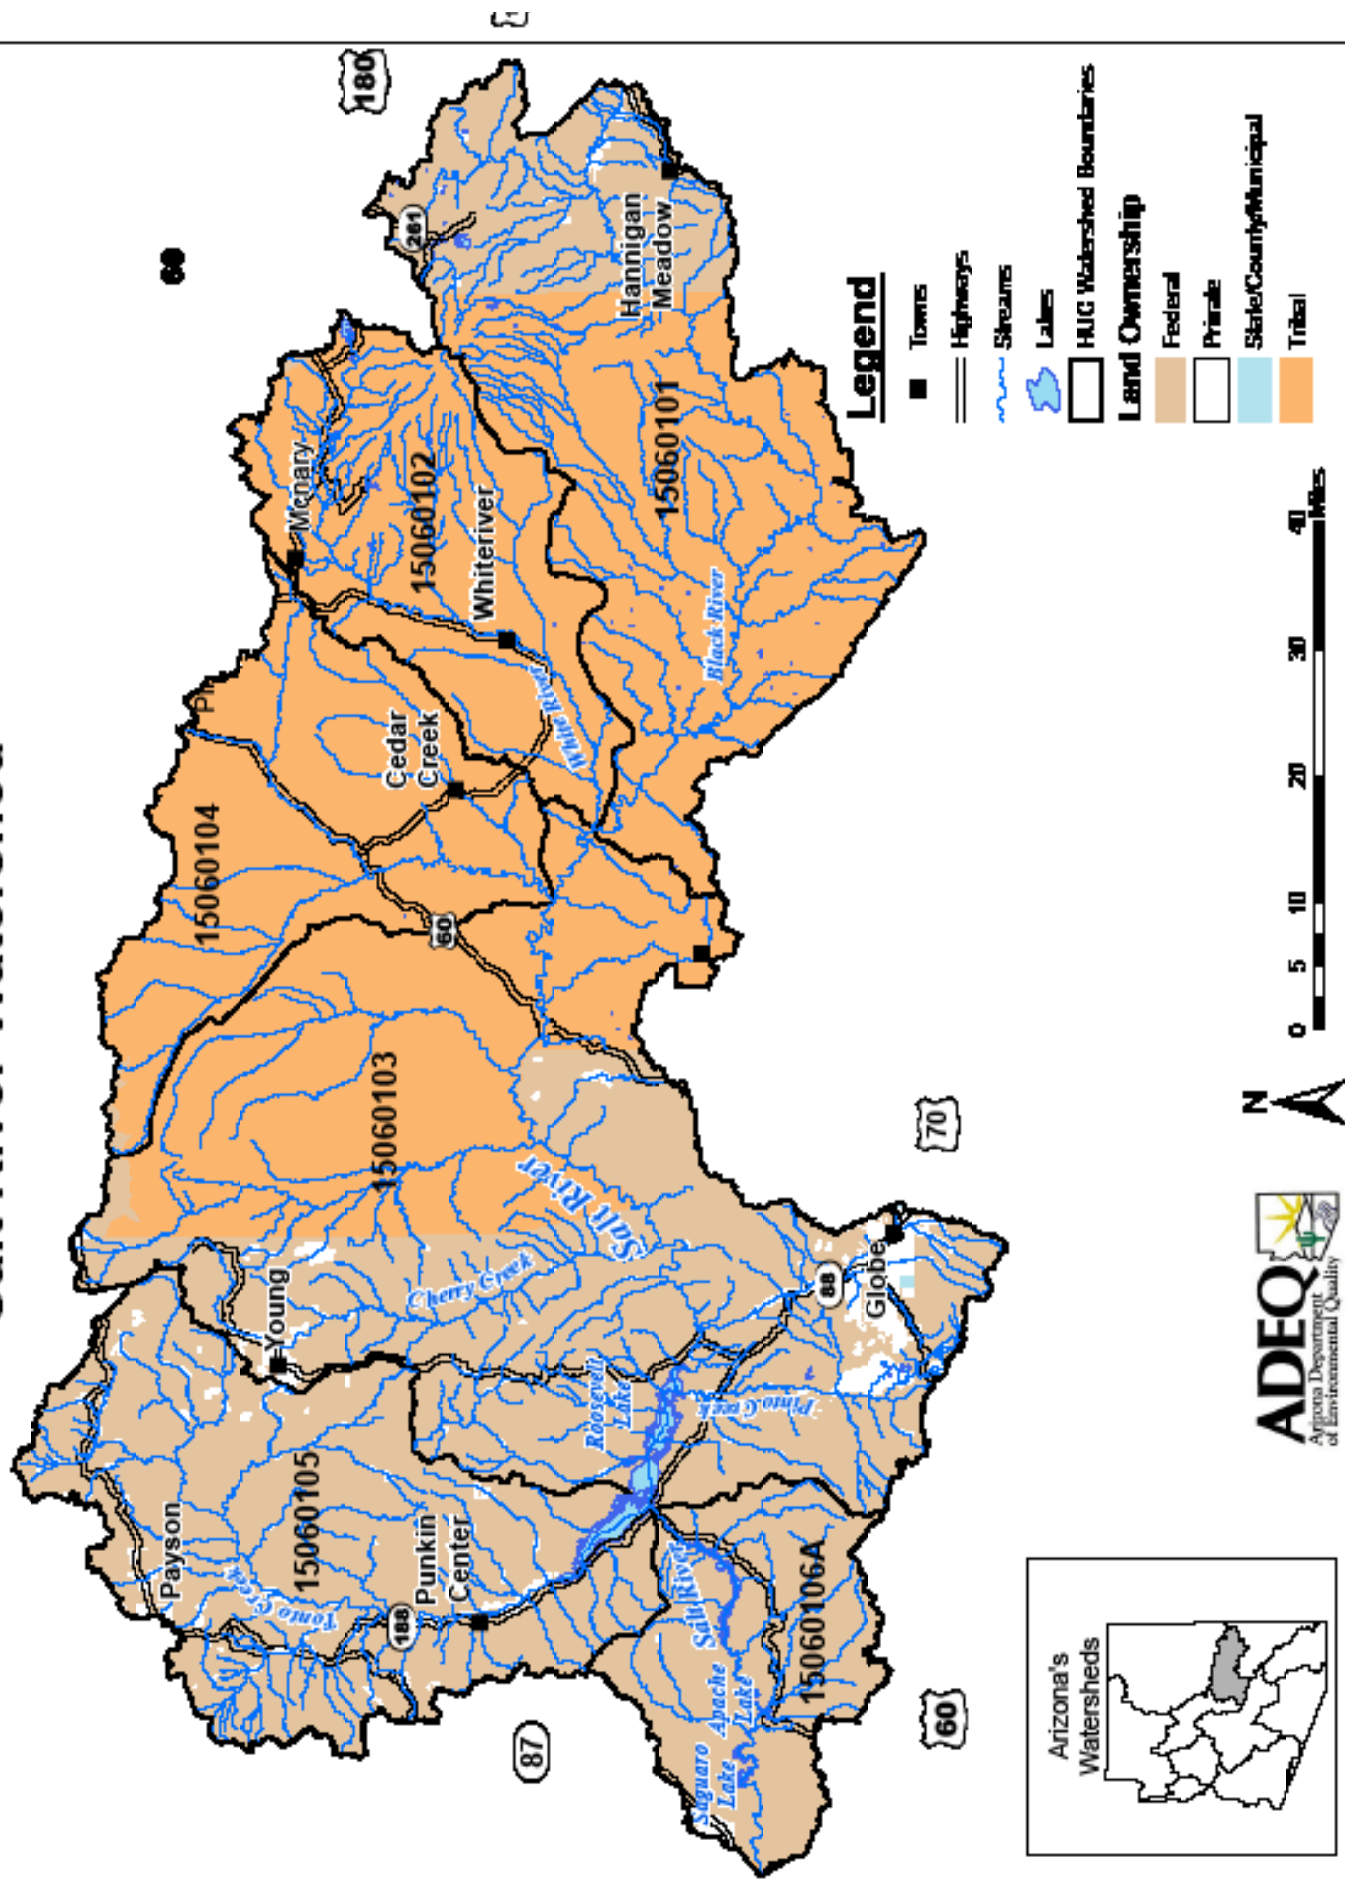 180
261
60
Hannigan
Meadow
Mcnary
15060102
15060101
Whiteriver
White River
Black River
Cedar
Creek
15060104
60
15060103
Salt River
Young
Cherry Creek
88
Globe
70
Roosevelt
Lake
Pinto Creek
Payson
15060105
Tonto Creek
Punkin
Center
188
Salt River
15060106A
Apache
Lake
Saguaro
Lake
87
60
Legend
Towns
Highways
Streams
Lakes
HUC Watershed Boundaries
Land Ownership
Federal
Private
State/County/Municipal
Tribal
0 5 10 20 30 40
Miles
N
ADEQ
Arizona Department
of Environmental Quality
Arizona's
Watersheds